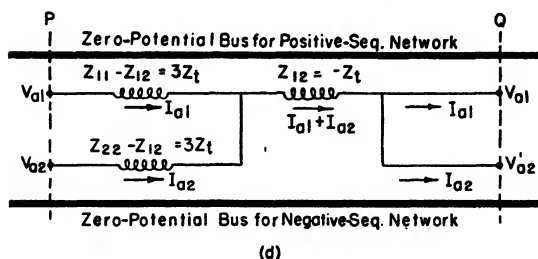 P Q
Zero-Potential Bus for Positive-Seq. Network
Z11 - Z12 = 3Zt Z12 = -Zt
Va1 Ia1 Ia1 + Ia2 Ia1 Va1
Z22 - Z12 = 3Zt
Va2 Ia2 Ia2 V'a2
Zero-Potential Bus for Negative-Seq. Network
(d)